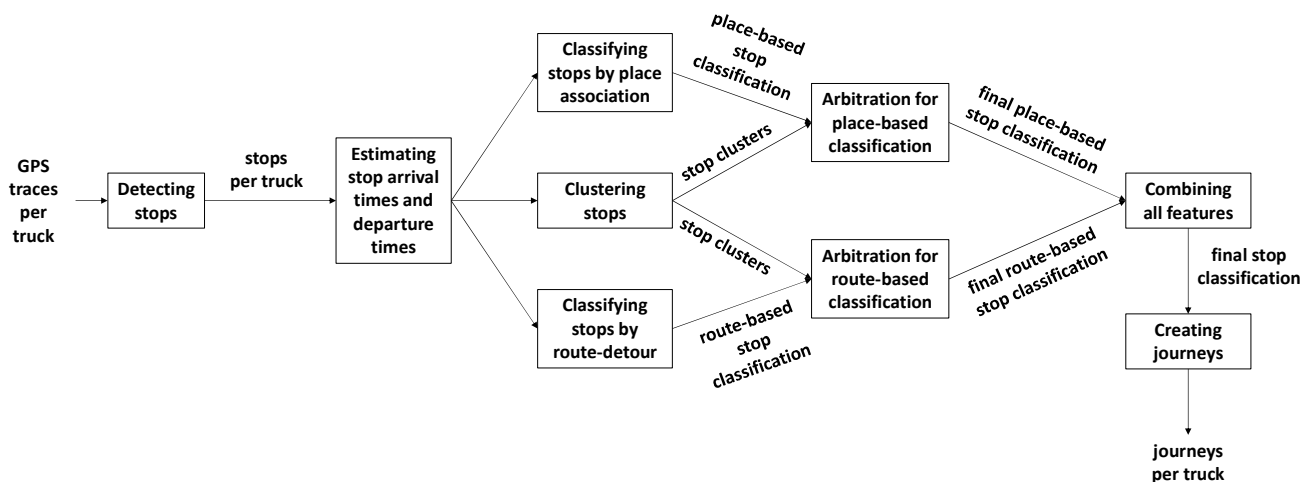 GPS
traces
per
truck
Detecting
stops
stops
per truck
Estimating
stop arrival
times and
departure
times
Classifying
stops by place
association
Clustering
stops
Classifying
stops by
route-detour
place-based
stop
classification
stop clusters
stop clusters
route-based
stop
classification
Arbitration for
place-based
classification
Arbitration for
route-based
classification
final place-based
stop classification
final route-based
stop classification
Combining
all features
final stop
classification
Creating
journeys
journeys
per truck